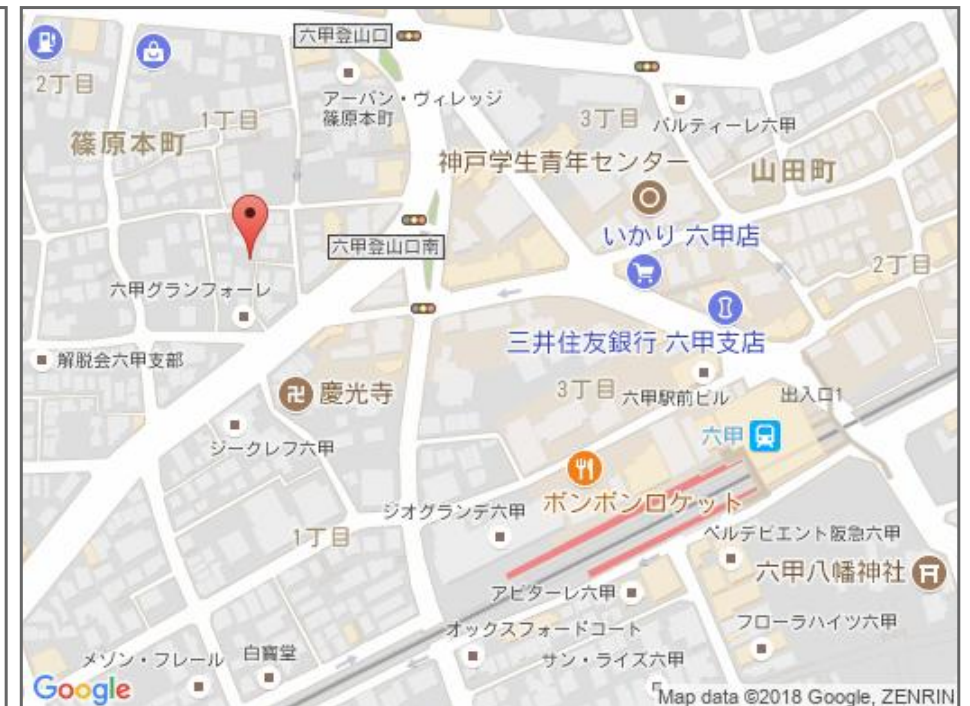 六甲登山口
2丁目
アーバン・ヴィレッジ
篠原本町
1丁目
篠原本町
3丁目
パルティーレ六甲
神戸学生青年センター
山田町
いかり 六甲店
六甲登山口南
2丁目
六甲グランフォーレ
三井住友銀行 六甲支店
解脱会六甲支部
慶光寺
3丁目
六甲駅前ビル
出入口1
六甲
ジークレフ六甲
ボンボンロケット
ジオグランデ六甲
1丁目
ベルデビエント阪急六甲
六甲八幡神社
アビターレ六甲
オックスフォードコート
フローラハイツ六甲
メゾン・フレール
白寳堂
サン・ライズ六甲
Google
Map data ©2018 Google, ZENRIN